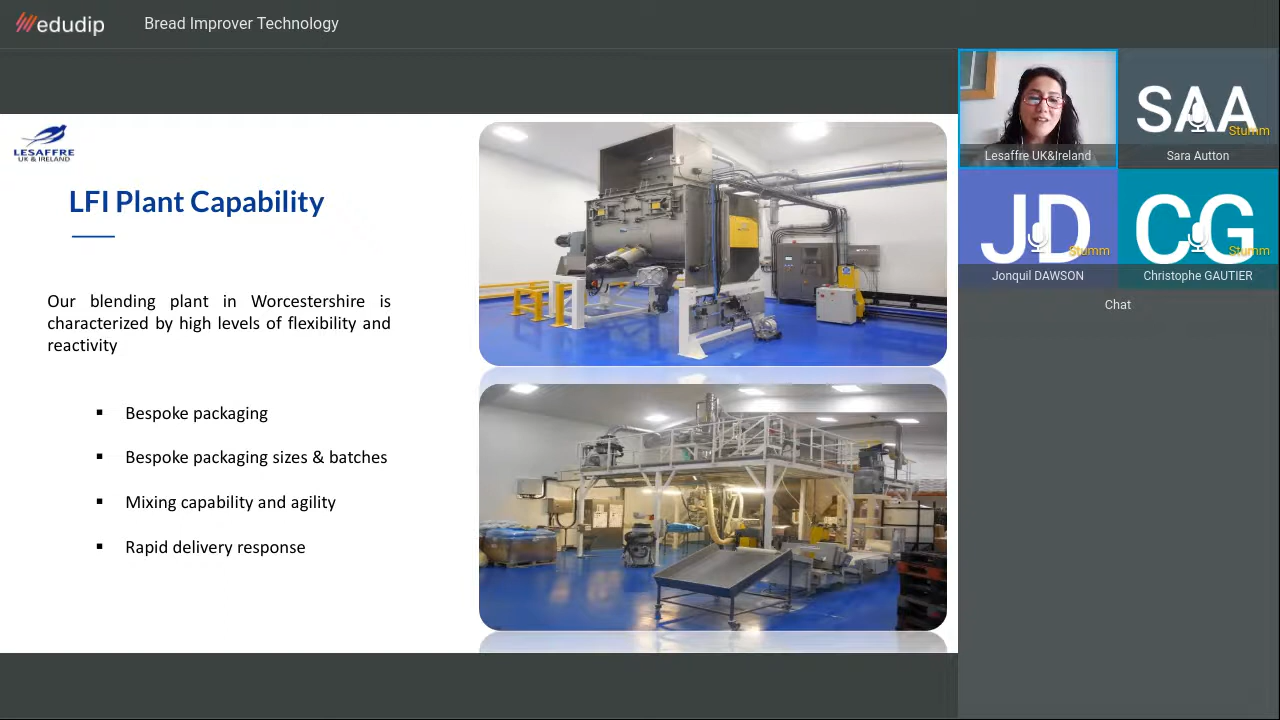 edudip
Bread Improver Technology
LESAFFRE
UK & IRELAND
LFI Plant Capability
Our blending plant in Worcestershire is
characterized by high levels of flexibility and
reactivity
▪ Bespoke packaging
▪ Bespoke packaging sizes & batches
▪ Mixing capability and agility
▪ Rapid delivery response
Lesaffre UK&Ireland
SAA
Stumm
Sara Autton
JD
Stumm
Jonquil DAWSON
CG
Stumm
Christophe GAUTIER
Chat